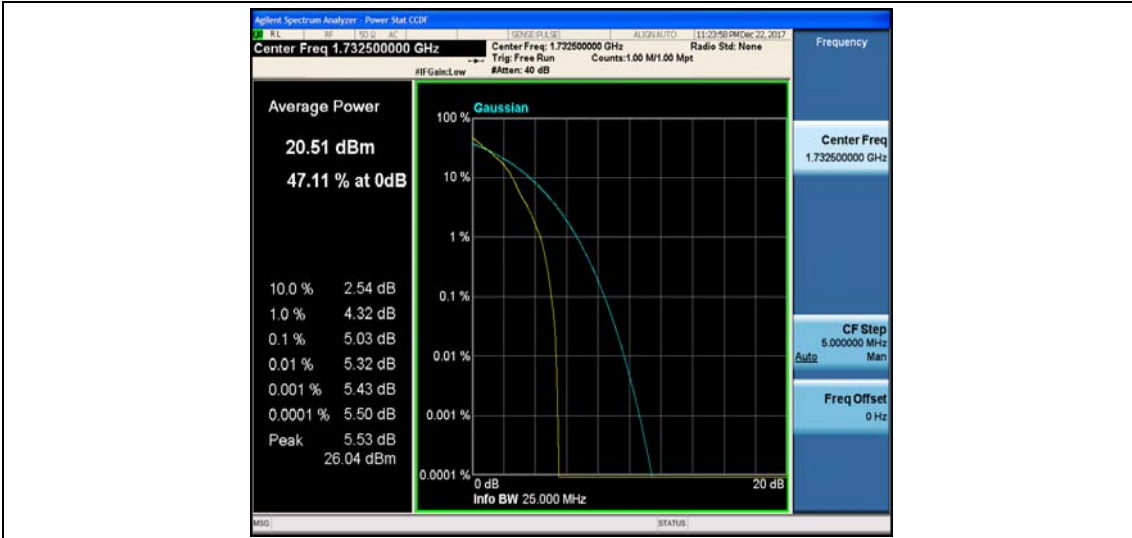 Agilent Spectrum Analyzer - Power Stat CCDF
RL RF 50 Ω AC SENSE:PULSE ALIGNAUTO 11:23:58 PM Dec 22, 2017
Center Freq 1.732500000 GHz
Center Freq: 1.732500000 GHz Radio Std: None
Trig: Free Run Counts:1.00 M/1.00 Mpt
#IFGain:Low #Atten: 40 dB
Frequency
Average Power
20.51 dBm
47.11 % at 0dB
10.0 % 2.54 dB
1.0 % 4.32 dB
0.1 % 5.03 dB
0.01 % 5.32 dB
0.001 % 5.43 dB
0.0001 % 5.50 dB
Peak 5.53 dB
26.04 dBm
Gaussian
100 %
10 %
1 %
0.1 %
0.01 %
0.001 %
0.0001 %
0 dB 20 dB
Info BW 25.000 MHz
Center Freq
1.732500000 GHz
CF Step
5.000000 MHz
Auto Man
Freq Offset
0 Hz
MSG STATUS